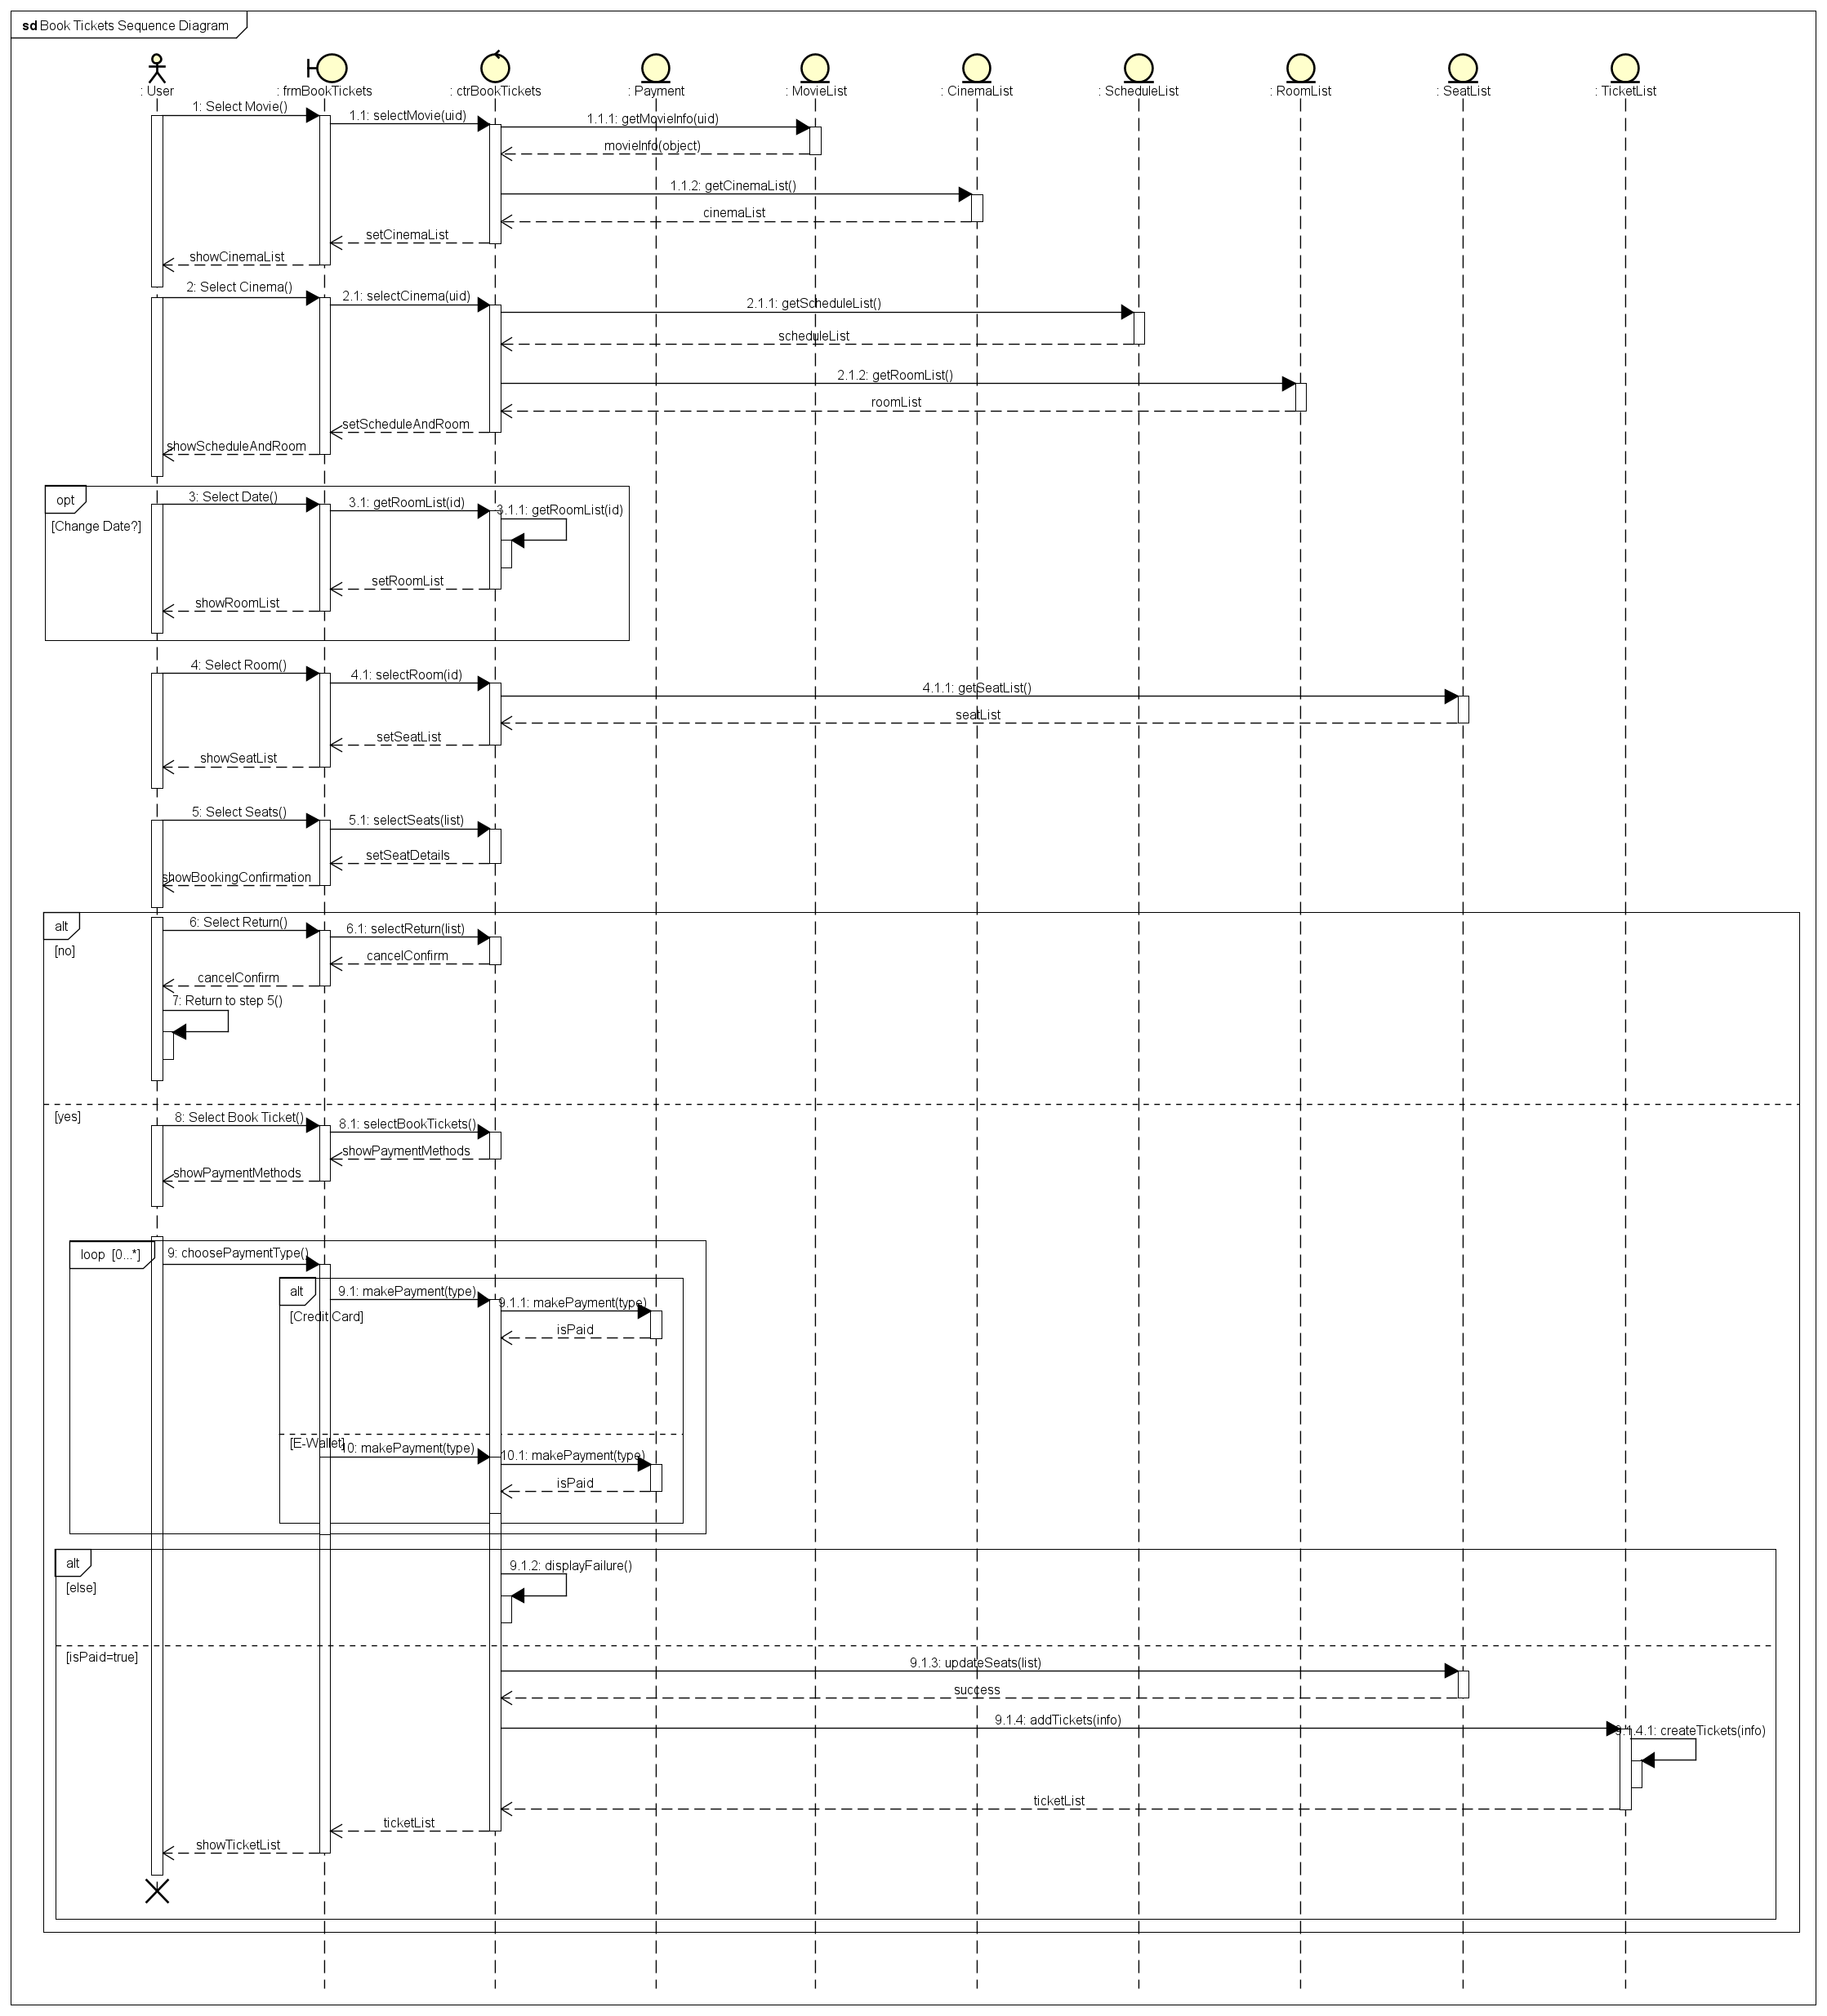 sd Book Tickets Sequence Diagram
: User
: frmBookTickets
: ctrBookTickets
: Payment
: MovieList
: CinemaList
: ScheduleList
: RoomList
: SeatList
: TicketList
1: Select Movie()
1.1: selectMovie(uid)
1.1.1: getMovieInfo(uid)
movieInfo(object)
1.1.2: getCinemaList()
cinemaList
setCinemaList
showCinemaList
2: Select Cinema()
2.1: selectCinema(uid)
2.1.1: getScheduleList()
scheduleList
2.1.2: getRoomList()
roomList
setScheduleAndRoom
showScheduleAndRoom
opt
[Change Date?]
3: Select Date()
3.1: getRoomList(id)
3.1.1: getRoomList(id)
setRoomList
showRoomList
4: Select Room()
4.1: selectRoom(id)
4.1.1: getSeatList()
seatList
setSeatList
showSeatList
5: Select Seats()
5.1: selectSeats(list)
setSeatDetails
showBookingConfirmation
alt
[no]
6: Select Return()
6.1: selectReturn(list)
cancelConfirm
cancelConfirm
7: Return to step 5()
[yes]
8: Select Book Ticket()
8.1: selectBookTickets()
showPaymentMethods
showPaymentMethods
loop [0...*]
9: choosePaymentType()
alt
[Credit Card]
9.1: makePayment(type)
9.1.1: makePayment(type)
isPaid
[E-Wallet]
10: makePayment(type)
10.1: makePayment(type)
isPaid
alt
[else]
9.1.2: displayFailure()
[isPaid=true]
9.1.3: updateSeats(list)
success
9.1.4: addTickets(info)
9.1.4.1: createTickets(info)
ticketList
ticketList
showTicketList